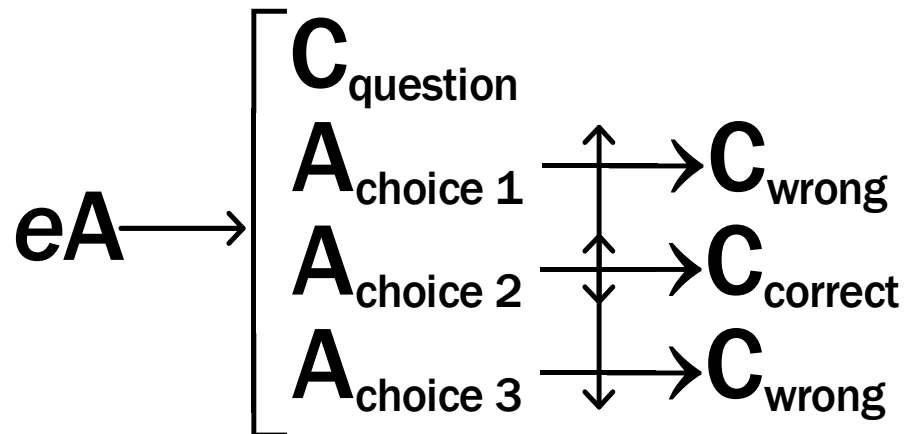 C question
A choice 1 C wrong
eA A choice 2 C correct
A choice 3 C wrong